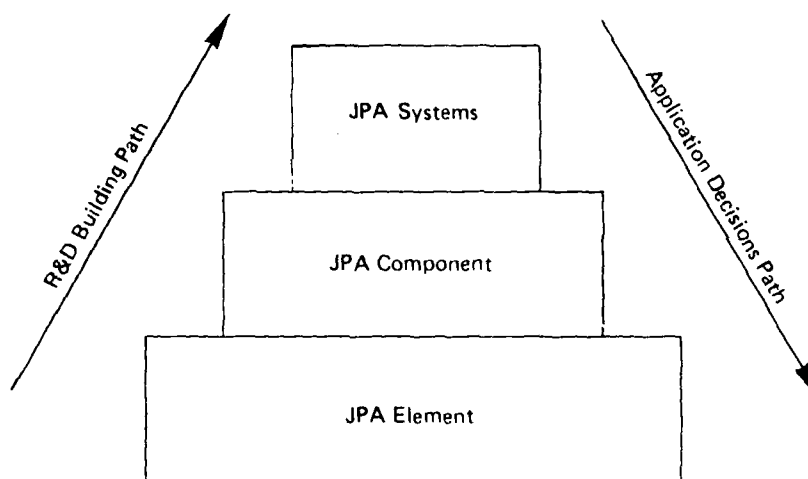 JPA Systems
R&D Building Path
Application Decisions Path
JPA Component
JPA Element